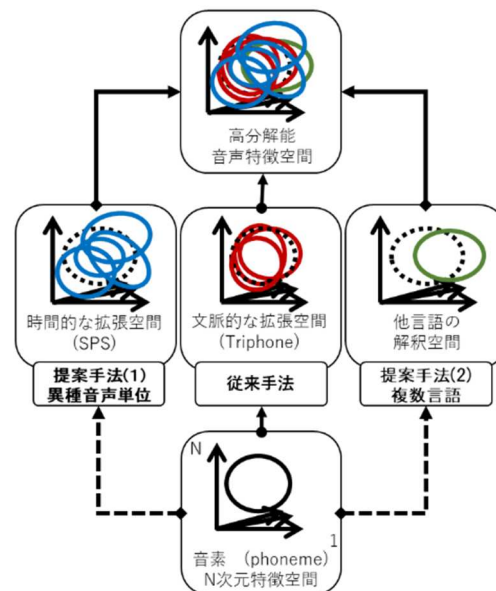 高分解能
音声特徴空間
時間的な拡張空間
(SPS)
文脈的な拡張空間
(Triphone)
他言語の
解釈空間
提案手法(1)
異種音声単位
従来手法
提案手法(2)
複数言語
N
1
音素 (phoneme)
N次元特徴空間